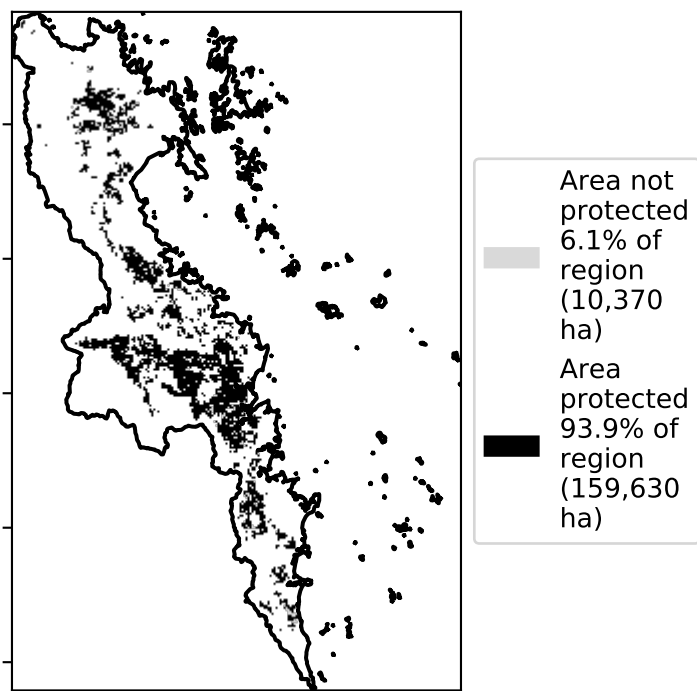 Area not
protected
6.1% of
region
(10,370
ha)
Area
protected
93.9% of
region
(159,630
ha)